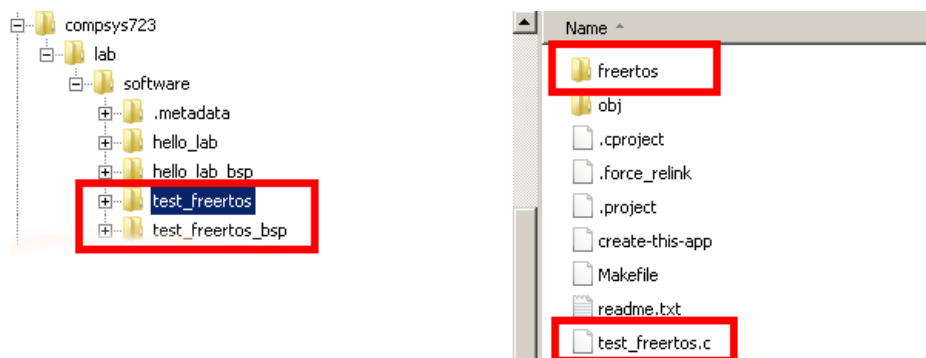 compsys723
lab
software
.metadata
hello_lab
hello_lab_bsp
test_freertos
test_freertos_bsp
Name
freertos
obj
.cproject
.force_relink
.project
create-this-app
Makefile
readme.txt
test_freertos.c